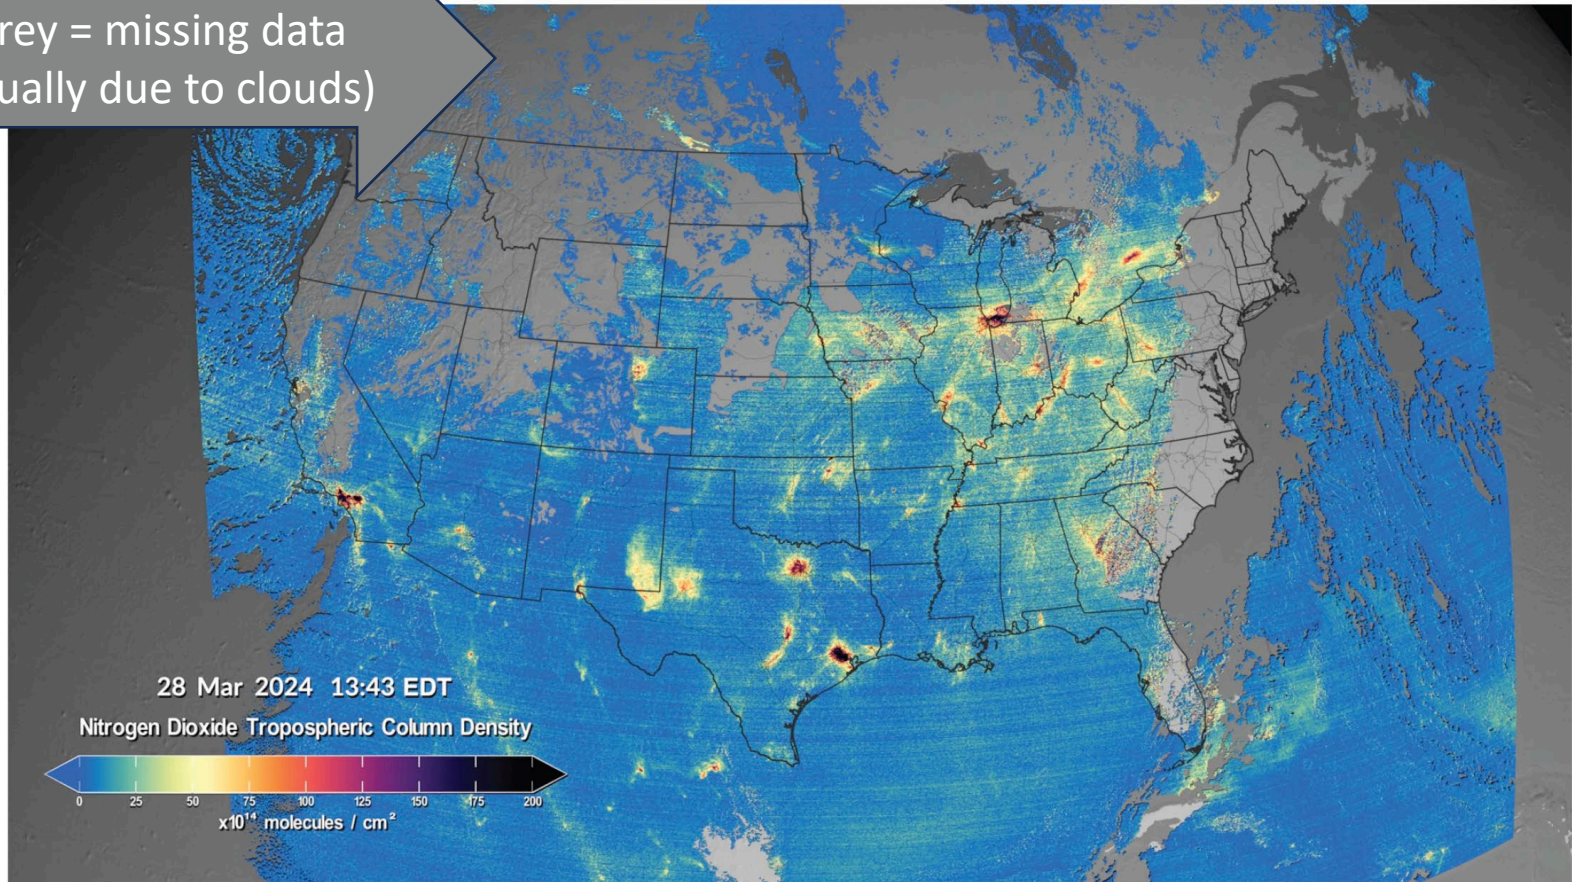 rey = missing data
ually due to clouds)
28 Mar 2024 13:43 EDT
Nitrogen Dioxide Tropospheric Column Density
0 25 50 75 100 125 150 175 200
x10¹⁴ molecules / cm²